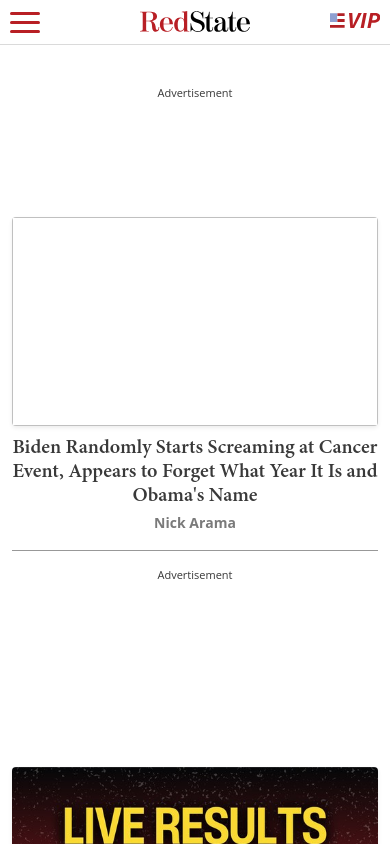 RedState
VIP
Advertisement
Biden Randomly Starts Screaming at Cancer
Event, Appears to Forget What Year It Is and
Obama's Name
Nick Arama
Advertisement
LIVE RESULTS